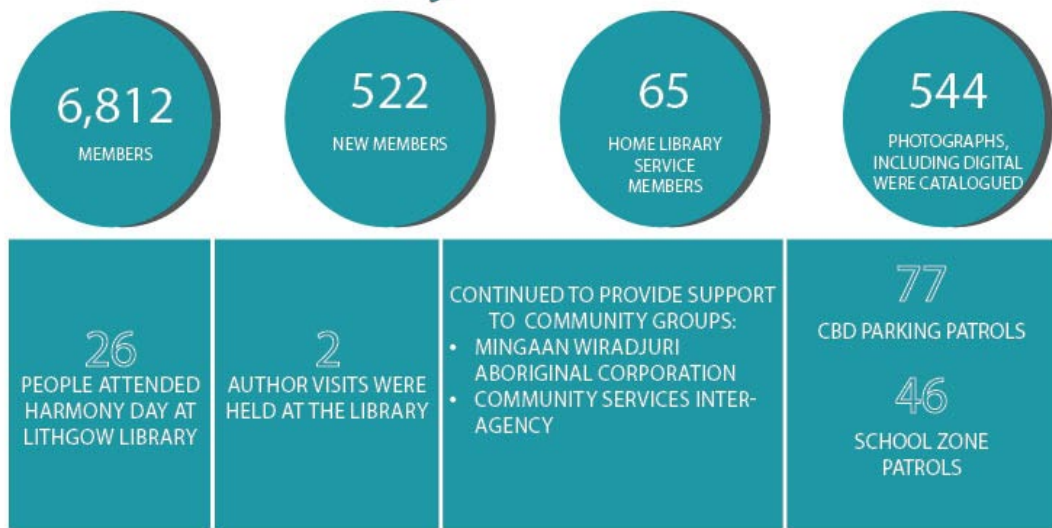 6,812
MEMBERS
522
NEW MEMBERS
65
HOME LIBRARY
SERVICE
MEMBERS
544
PHOTOGRAPHS,
INCLUDING DIGITAL
WERE CATALOGUED
26
PEOPLE ATTENDED
HARMONY DAY AT
LITHGOW LIBRARY
2
AUTHOR VISITS WERE
HELD AT THE LIBRARY
CONTINUED TO PROVIDE SUPPORT
TO COMMUNITY GROUPS:
• MINGAAN WIRADJURI
ABORIGINAL CORPORATION
• COMMUNITY SERVICES INTER-
AGENCY
77
CBD PARKING PATROLS
46
SCHOOL ZONE
PATROLS